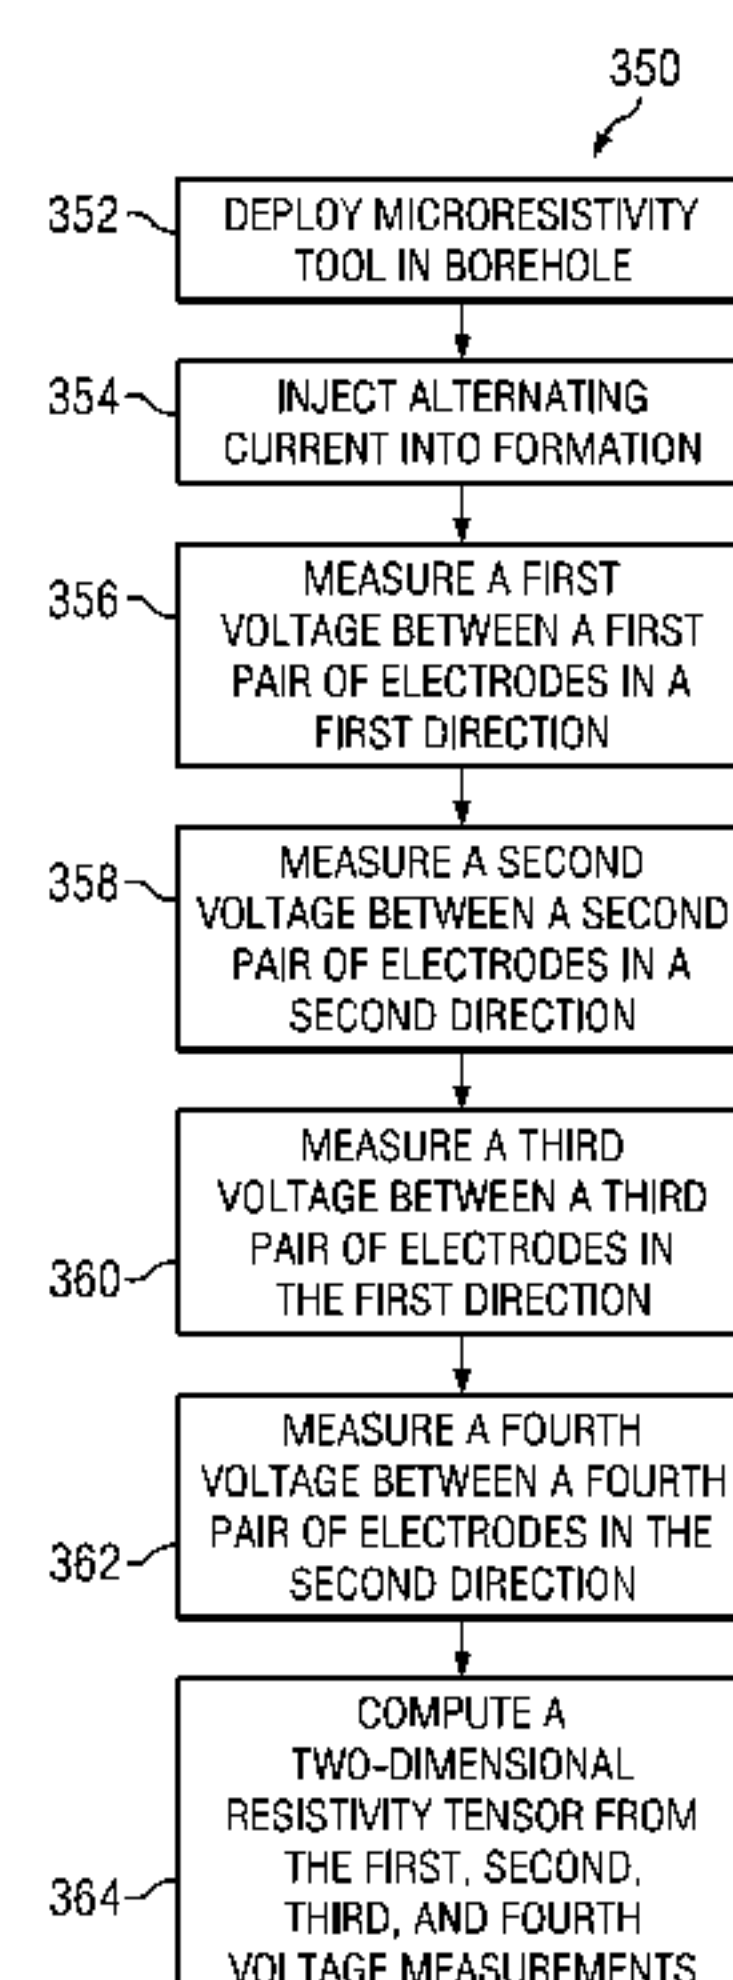 350
352
DEPLOY MICRORESISTIVITY
TOOL IN BOREHOLE
354
INJECT ALTERNATING
CURRENT INTO FORMATION
356
MEASURE A FIRST
VOLTAGE BETWEEN A FIRST
PAIR OF ELECTRODES IN A
FIRST DIRECTION
358
MEASURE A SECOND
VOLTAGE BETWEEN A SECOND
PAIR OF ELECTRODES IN A
SECOND DIRECTION
360
MEASURE A THIRD
VOLTAGE BETWEEN A THIRD
PAIR OF ELECTRODES IN
THE FIRST DIRECTION
362
MEASURE A FOURTH
VOLTAGE BETWEEN A FOURTH
PAIR OF ELECTRODES IN THE
SECOND DIRECTION
364
COMPUTE A
TWO-DIMENSIONAL
RESISTIVITY TENSOR FROM
THE FIRST, SECOND,
THIRD, AND FOURTH
VOLTAGE MEASUREMENTS